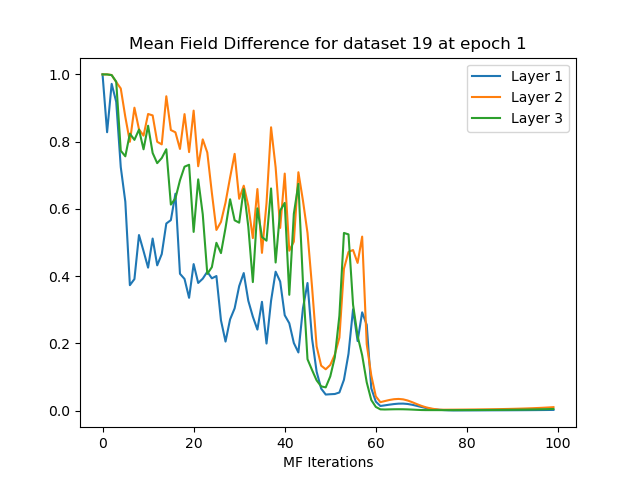 Mean Field Difference for dataset 19 at epoch 1
Layer 1
Layer 2
Layer 3
1.0
0.8
0.6
0.4
0.2
0.0
0 20 40 60 80 100
MF Iterations